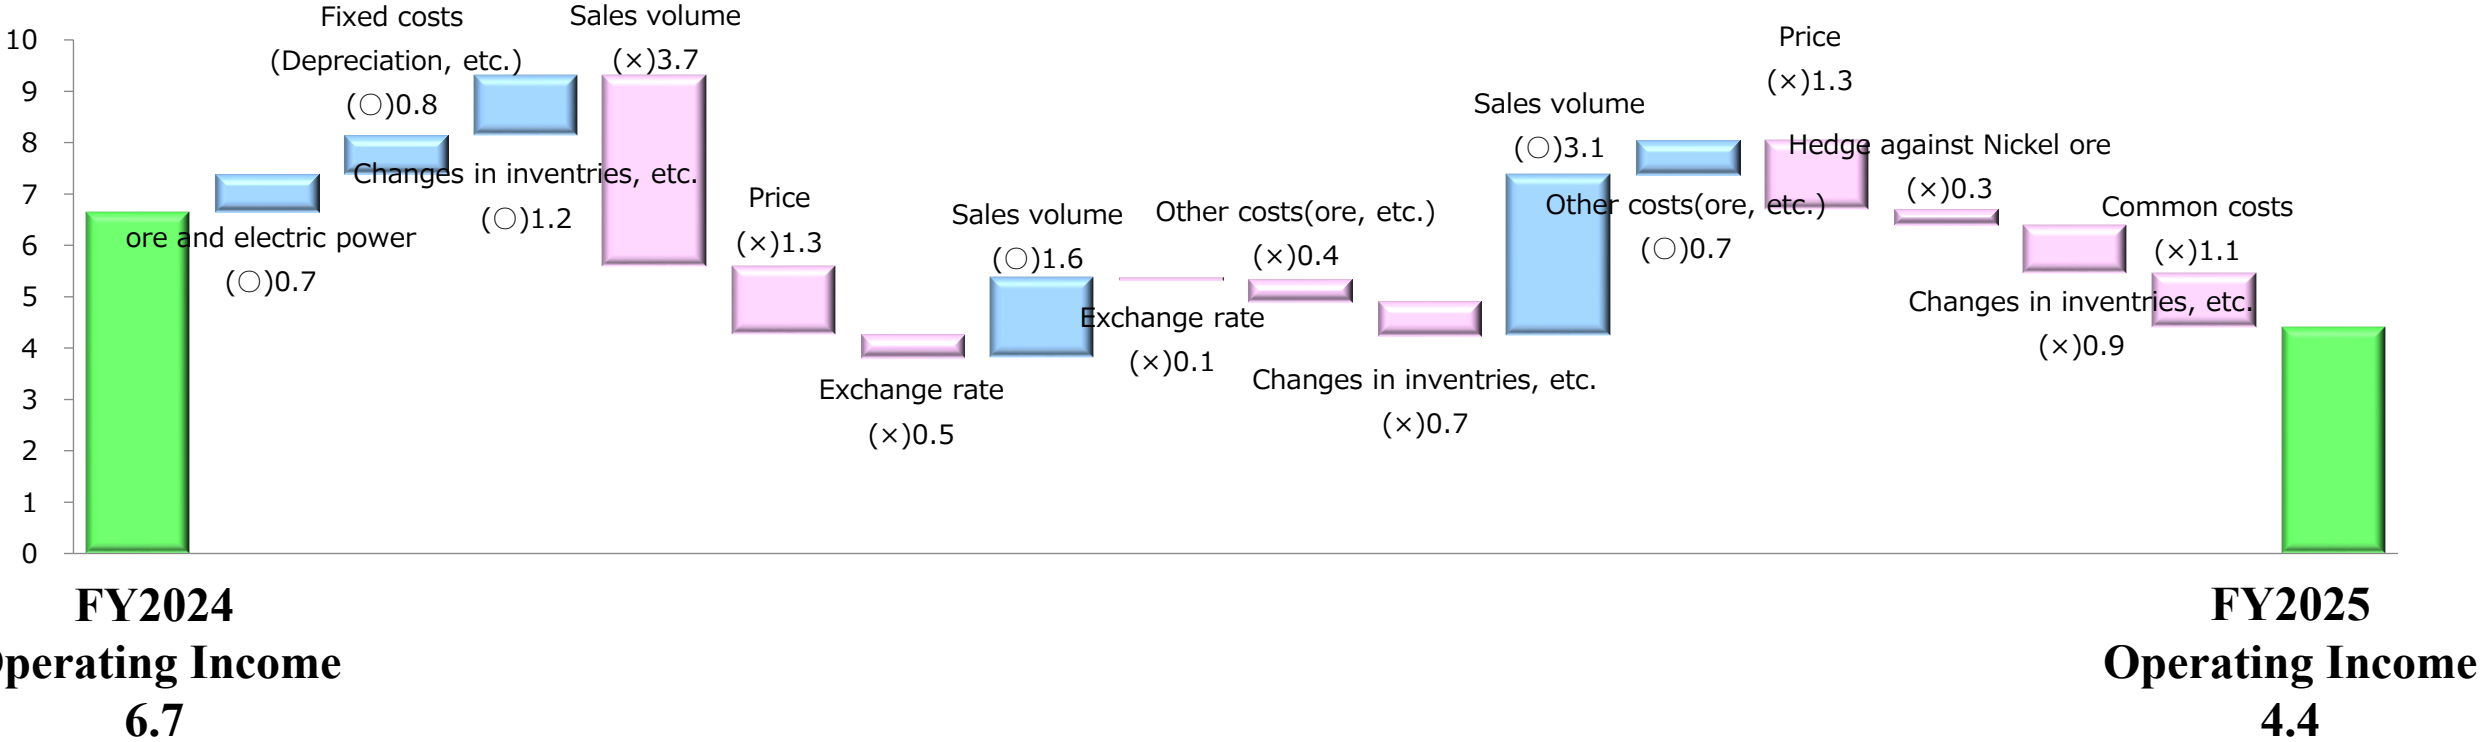 Fixed costs
(Depreciation, etc.)
(○)0.8
Sales volume
(×)3.7
Price
(×)1.3
10
9
8
7
6
5
4
3
2
1
0
ore and electric power
(○)0.7
Changes in inventries, etc.
(○)1.2
Price
(×)1.3
Exchange rate
(×)0.5
Sales volume
(○)1.6
Exchange rate
(×)0.1
Other costs(ore, etc.)
(×)0.4
Changes in inventries, etc.
(×)0.7
Sales volume
(○)3.1
Other costs(ore, etc.)
(○)0.7
Hedge against Nickel ore
(×)0.3
Changes in inventries, etc.
(×)0.9
Common costs
(×)1.1
FY2024
Operating Income
6.7
FY2025
Operating Income
4.4